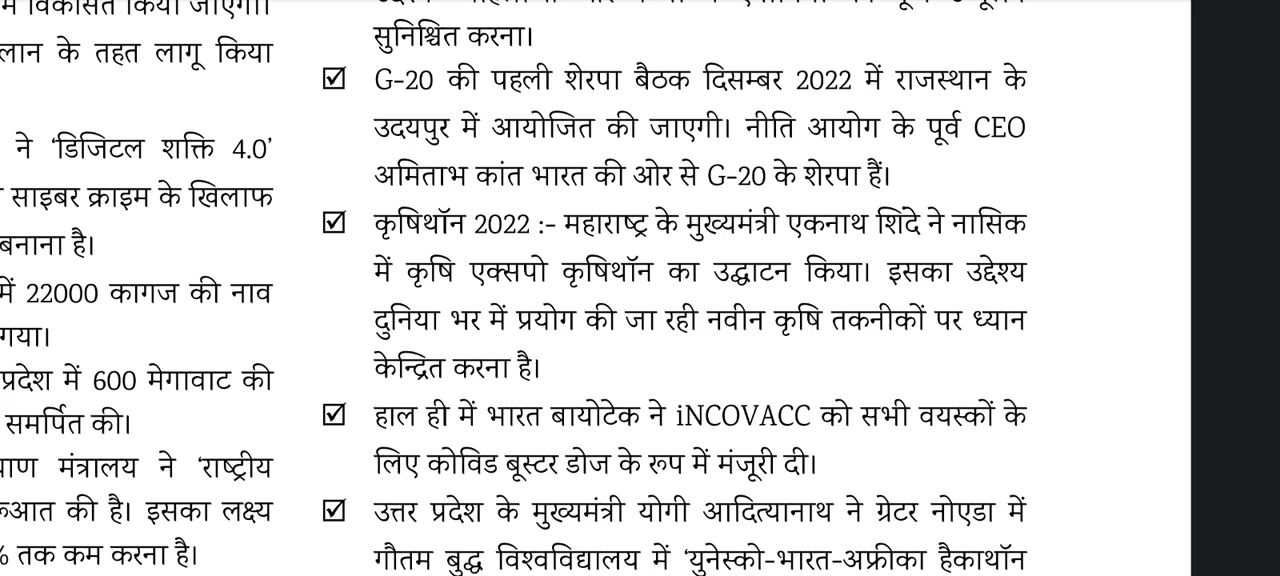 म विकसित किया जाएगा।
लान के तहत लागू किया
ने ‘डिजिटल शक्ति 4.0’
साइबर क्राइम के खिलाफ
बनाना है।
में 22000 कागज की नाव
गया।
प्रदेश में 600 मेगावाट की
समर्पित की।
याण मंत्रालय ने ‘राष्ट्रीय
रुआत की है। इसका लक्ष्य
% तक कम करना है।
सुनिश्चित करना।
☑ G-20 की पहली शेरपा बैठक दिसम्बर 2022 में राजस्थान के
उदयपुर में आयोजित की जाएगी। नीति आयोग के पूर्व CEO
अमिताभ कांत भारत की ओर से G-20 के शेरपा हैं।
☑ कृषिथॉन 2022 :- महाराष्ट्र के मुख्यमंत्री एकनाथ शिंदे ने नासिक
में कृषि एक्सपो कृषिथॉन का उद्घाटन किया। इसका उद्देश्य
दुनिया भर में प्रयोग की जा रही नवीन कृषि तकनीकों पर ध्यान
केन्द्रित करना है।
☑ हाल ही में भारत बायोटेक ने iNCOVACC को सभी वयस्कों के
लिए कोविड बूस्टर डोज के रूप में मंजूरी दी।
☑ उत्तर प्रदेश के मुख्यमंत्री योगी आदित्यानाथ ने ग्रेटर नोएडा में
गौतम बुद्ध विश्वविद्यालय में ‘युनेस्को-भारत-अफ्रीका हैकाथॉन